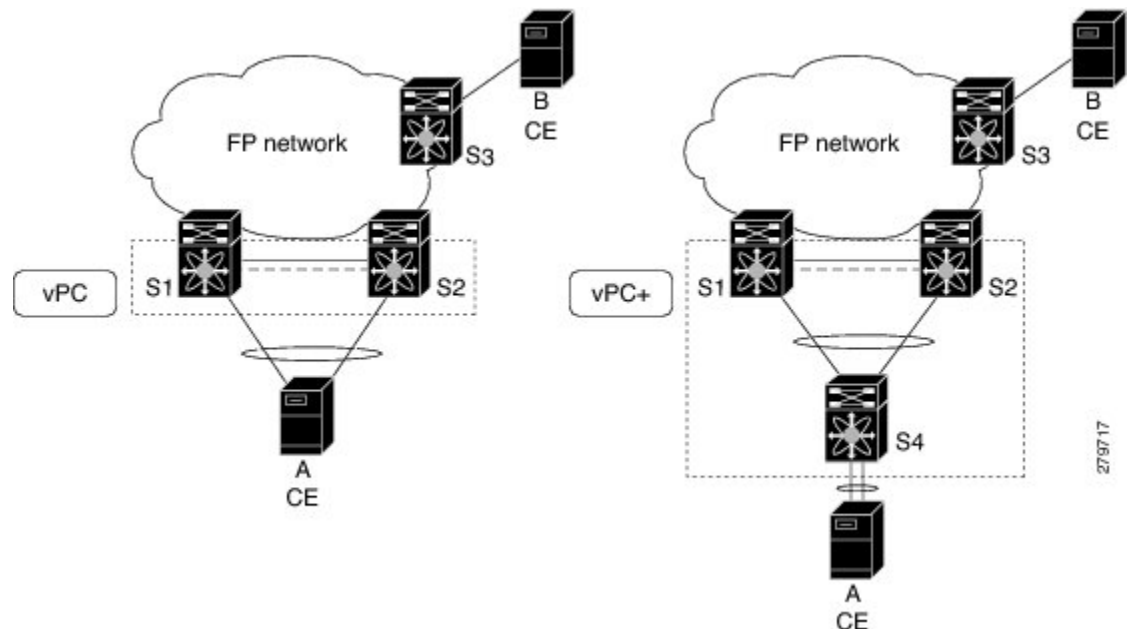 B
CE
FP network
S3
vPC
S1
S2
A
CE
B
CE
FP network
S3
vPC+
S1
S2
S4
A
CE
279717